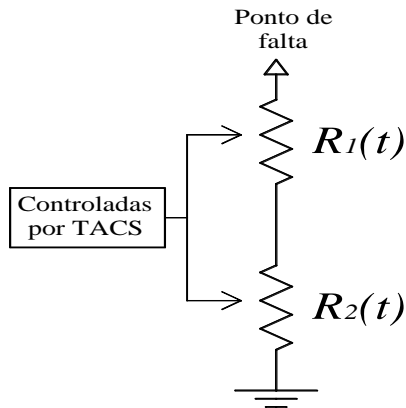 Ponto de
falta
R1(t)
Controladas
por TACS
R2(t)